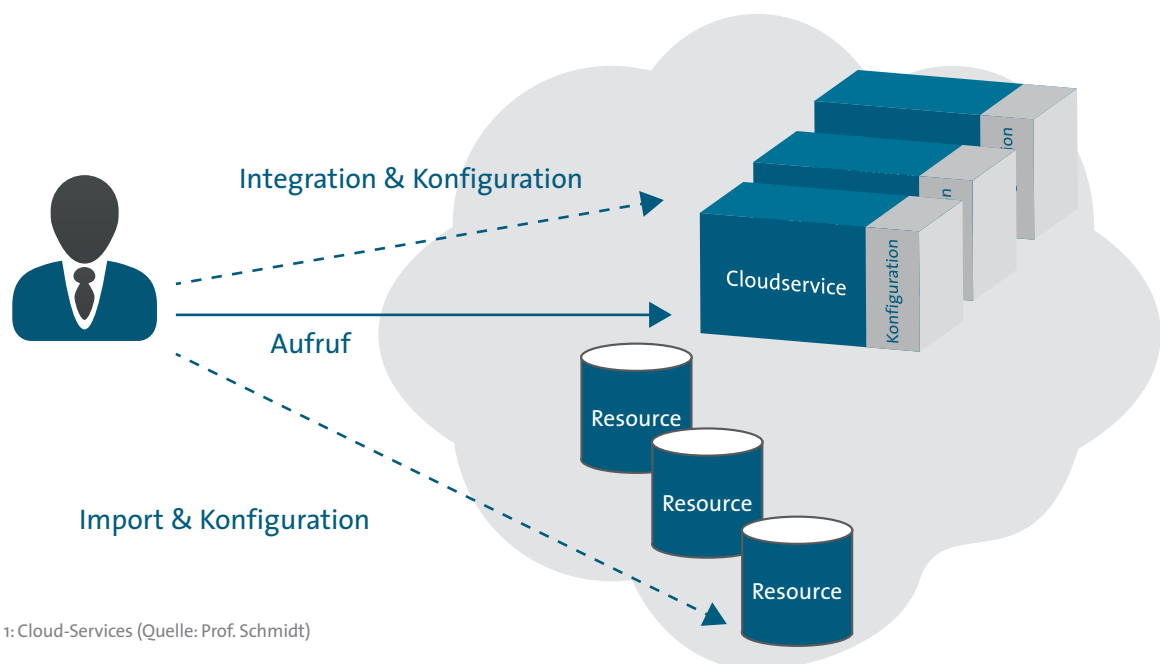 Integration & Konfiguration
Cloudservice
Konfiguration
Aufruf
Resource
Resource
Resource
Import & Konfiguration
1: Cloud-Services (Quelle: Prof. Schmidt)